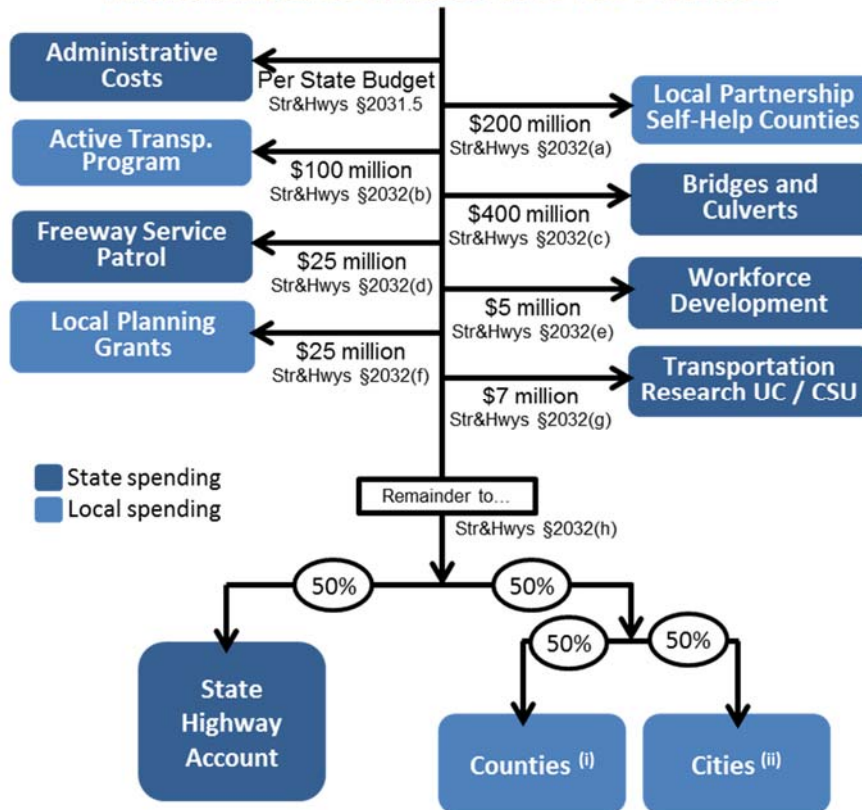 Administrative
Costs
Per State Budget
Str&Hwys §2031.5
Local Partnership
Self-Help Counties
$200 million
Str&Hwys §2032(a)
Active Transp.
Program
$100 million
Str&Hwys §2032(b)
Bridges and
Culverts
$400 million
Str&Hwys §2032(c)
Freeway Service
Patrol
$25 million
Str&Hwys §2032(d)
Workforce
Development
$5 million
Str&Hwys §2032(e)
Local Planning
Grants
$25 million
Str&Hwys §2032(f)
Transportation
Research UC / CSU
$7 million
Str&Hwys §2032(g)
State spending
Local spending
Remainder to…
Str&Hwys §2032(h)
50%
50%
50%
50%
State
Highway
Account
Counties (i)
Cities (ii)